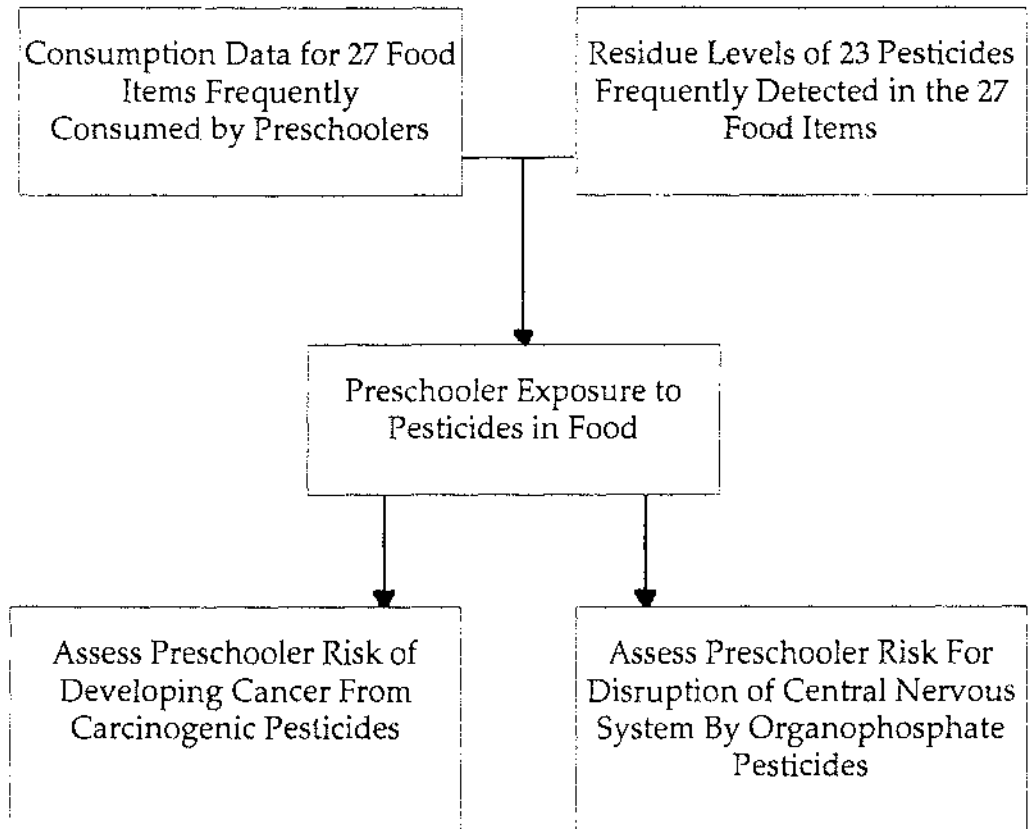 Consumption Data for 27 Food
Items Frequently
Consumed by Preschoolers
Residue Levels of 23 Pesticides
Frequently Detected in the 27
Food Items
Preschooler Exposure to
Pesticides in Food
Assess Preschooler Risk of
Developing Cancer From
Carcinogenic Pesticides
Assess Preschooler Risk For
Disruption of Central Nervous
System By Organophosphate
Pesticides